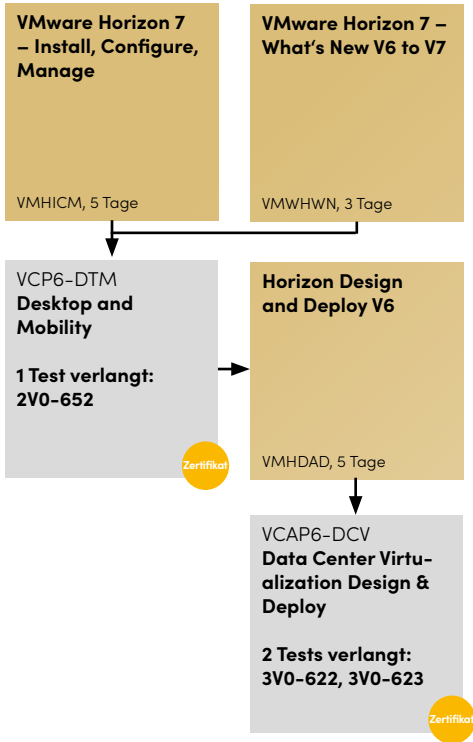 VMware Horizon 7
– Install, Configure,
Manage
VMHICM, 5 Tage
VMware Horizon 7 –
What‘s New V6 to V7
VMWHWN, 3 Tage
VCP6-DTM
Desktop and
Mobility
1 Test verlangt:
2V0-652
Zertifikat
Horizon Design
and Deploy V6
VMHDAD, 5 Tage
VCAP6-DCV
Data Center Virtu-
alization Design &
Deploy
2 Tests verlangt:
3V0-622, 3V0-623
Zertifikat